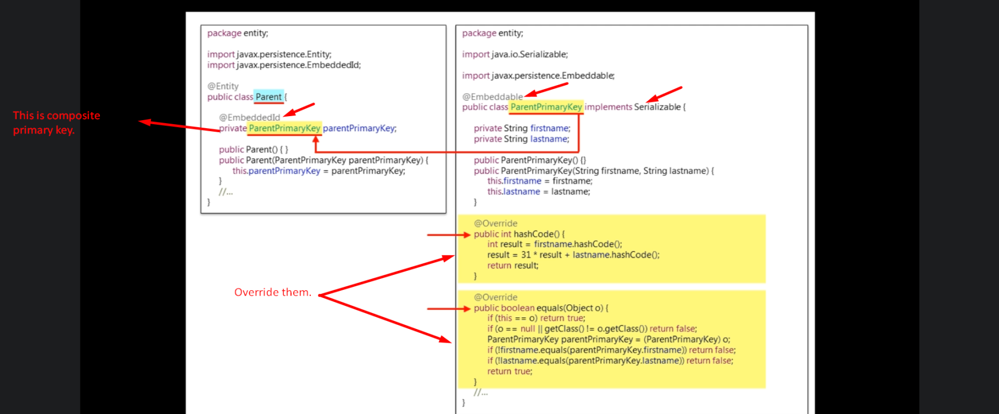 This is composite
primary key.
package entity;
import javax.persistence.Entity;
import javax.persistence.EmbeddedId;
@Entity
public class Parent {
@EmbeddedId
private ParentPrimaryKey parentPrimaryKey;
public Parent() { }
public Parent(ParentPrimaryKey parentPrimaryKey) {
this.parentPrimaryKey = parentPrimaryKey;
}
//...
}
Override them.
package entity;
import java.io.Serializable;
import javax.persistence.Embeddable;
@Embeddable
public class ParentPrimaryKey implements Serializable {
private String firstname;
private String lastname;
public ParentPrimaryKey() {}
public ParentPrimaryKey(String firstname, String lastname) {
this.firstname = firstname;
this.lastname = lastname;
}
@Override
public int hashCode() {
int result = firstname.hashCode();
result = 31 * result + lastname.hashCode();
return result;
}
@Override
public boolean equals(Object o) {
if (this == o) return true;
if (o == null || getClass() != o.getClass()) return false;
ParentPrimaryKey parentPrimaryKey = (ParentPrimaryKey) o;
if (!firstname.equals(parentPrimaryKey.firstname)) return false;
if (!lastname.equals(parentPrimaryKey.lastname)) return false;
return true;
}
//...
}